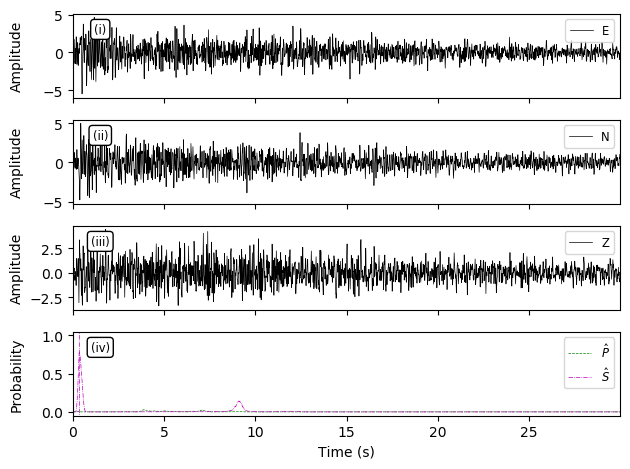 5
0
−5
Amplitude
(i)
E
5
0
−5
Amplitude
(ii)
N
2.5
0.0
−2.5
Amplitude
(iii)
Z
1.0
0.5
0.0
Probability
(iv)
P̂
Ŝ
0 5 10 15 20 25
Time (s)